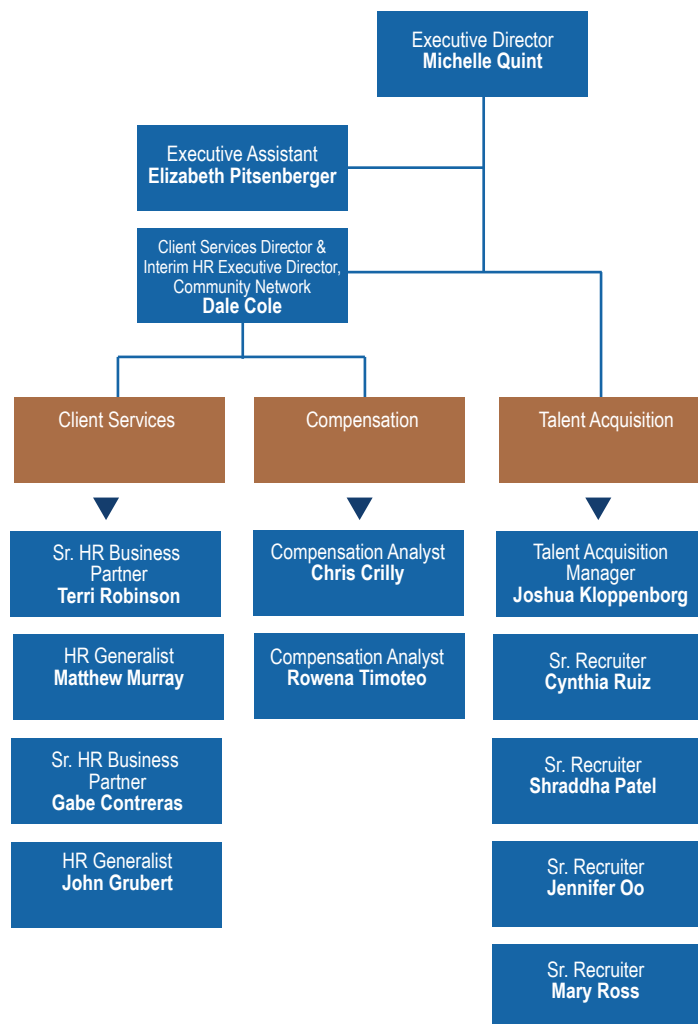 Executive Director
Michelle Quint
Executive Assistant
Elizabeth Pitsenberger
Client Services Director &
Interim HR Executive Director,
Community Network
Dale Cole
Client Services
Compensation
Talent Acquisition
Sr. HR Business
Partner
Terri Robinson
HR Generalist
Matthew Murray
Sr. HR Business
Partner
Gabe Contreras
HR Generalist
John Grubert
Compensation Analyst
Chris Crilly
Compensation Analyst
Rowena Timoteo
Talent Acquisition
Manager
Joshua Kloppenborg
Sr. Recruiter
Cynthia Ruiz
Sr. Recruiter
Shraddha Patel
Sr. Recruiter
Jennifer Oo
Sr. Recruiter
Mary Ross